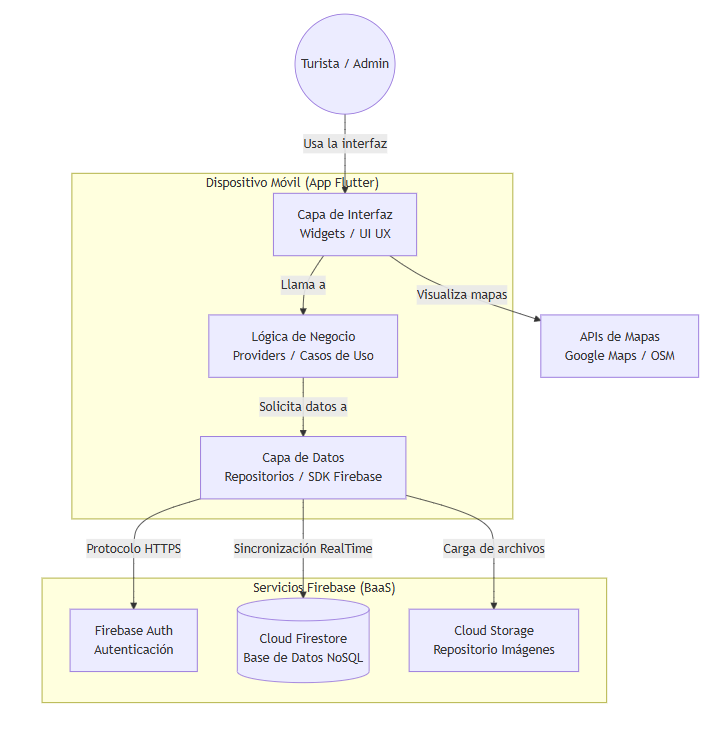 Turista / Admin
Usa la interfaz
Dispositivo Móvil (App Flutter)
Capa de Interfaz
Widgets / UI UX
Llama a
Visualiza mapas
Lógica de Negocio
Providers / Casos de Uso
APIs de Mapas
Google Maps / OSM
Solicita datos a
Capa de Datos
Repositorios / SDK Firebase
Protocolo HTTPS
Sincronización RealTime
Carga de archivos
Servicios Firebase (BaaS)
Firebase Auth
Autenticación
Cloud Firestore
Base de Datos NoSQL
Cloud Storage
Repositorio Imágenes